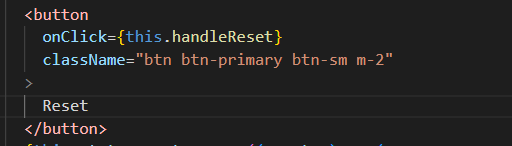 <button
onClick={this.handleReset}
className="btn btn-primary btn-sm m-2"
>
Reset
</button>